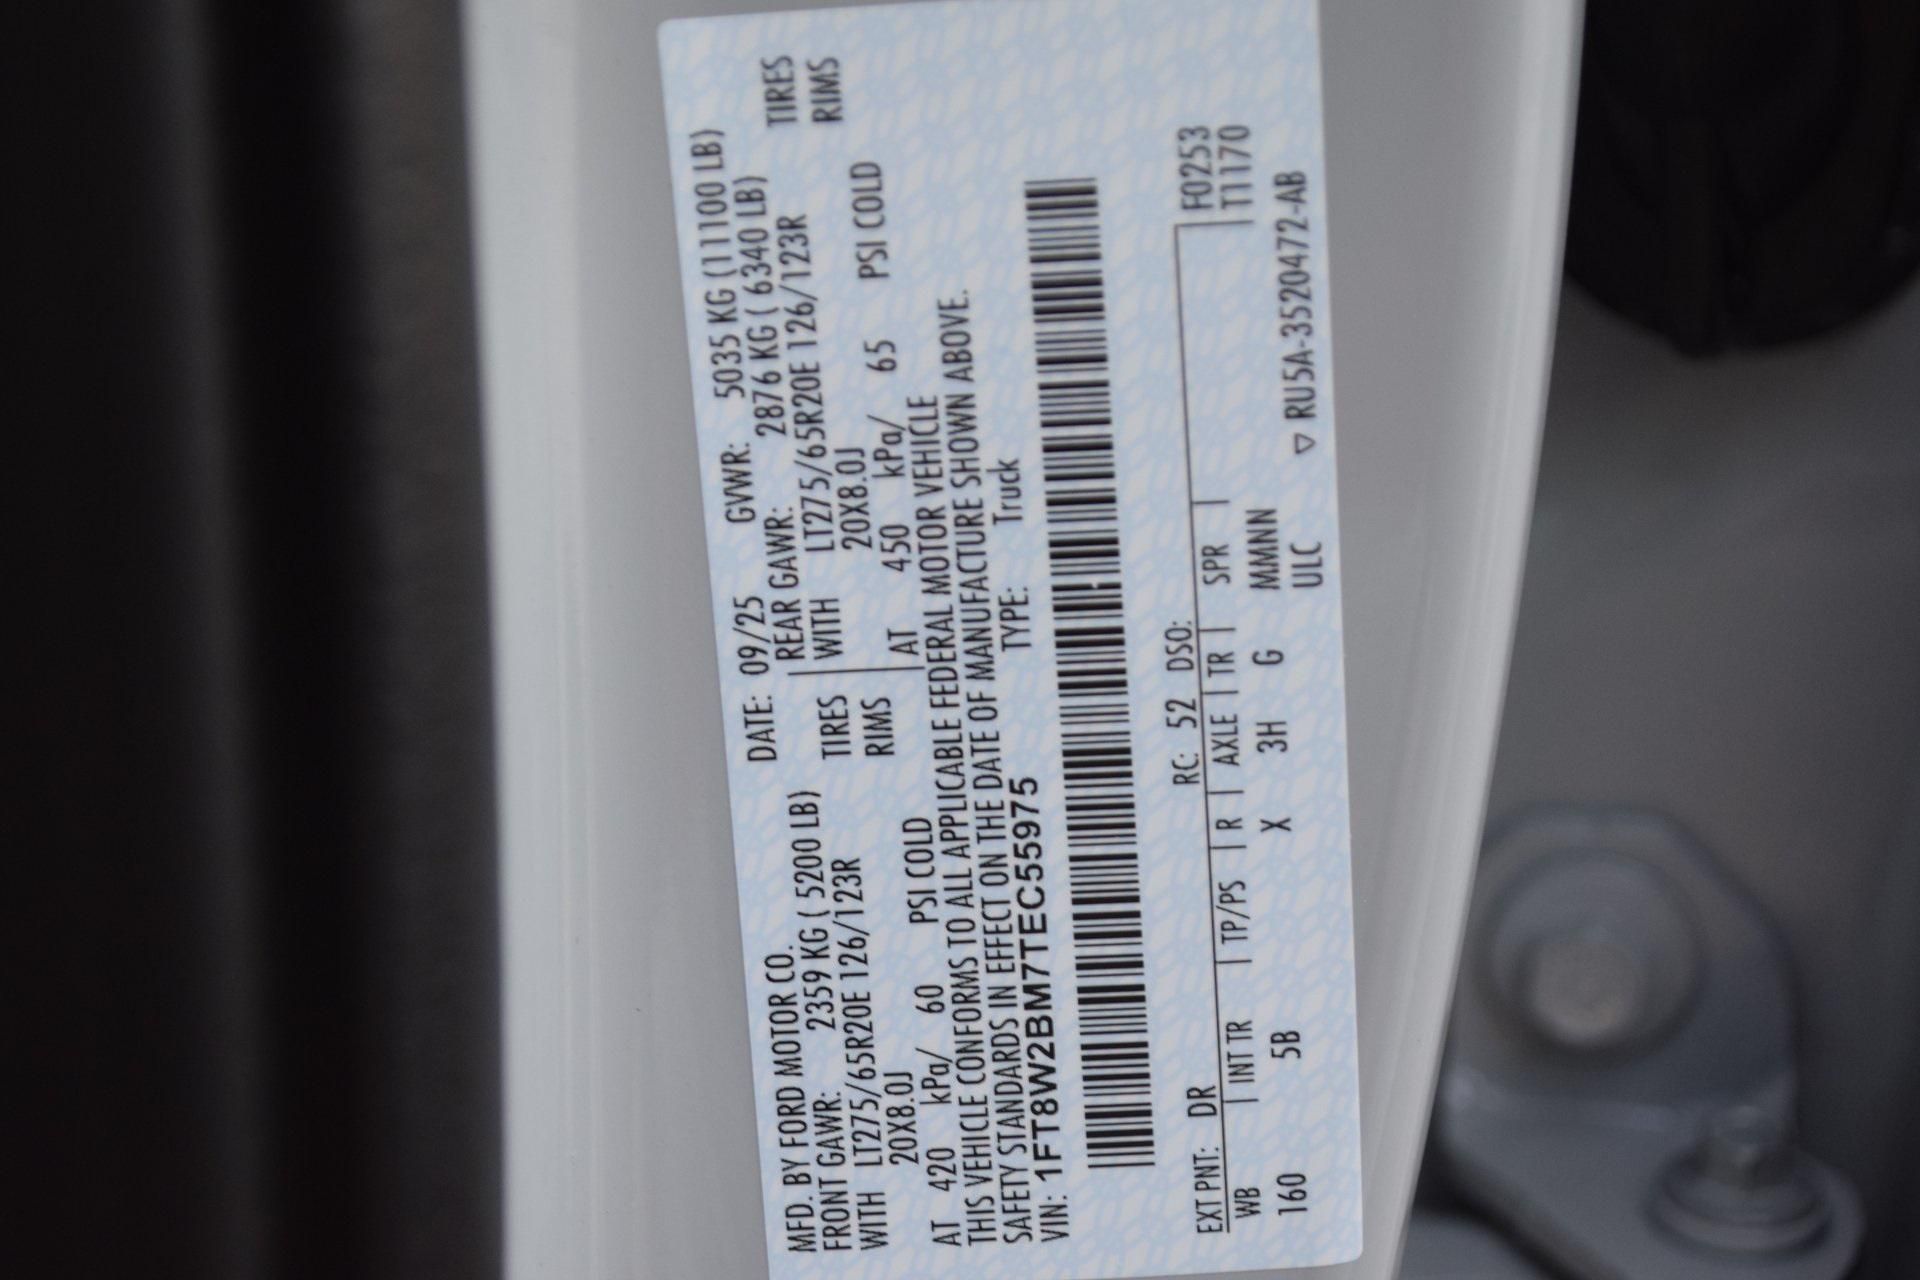 MFD. BY FORD MOTOR CO. DATE: 09/25 GVWR: 5035 KG (11100 LB)
FRONT GAWR: 2359 KG ( 5200 LB) REAR GAWR: 2876 KG ( 6340 LB)
WITH LT275/65R20E 126/123R TIRES WITH LT275/65R20E 126/123R TIRES
20X8.0J RIMS 20X8.0J RIMS
AT 420 kPa/ 60 PSI COLD AT 450 kPa/ 65 PSI COLD
THIS VEHICLE CONFORMS TO ALL APPLICABLE FEDERAL MOTOR VEHICLE
SAFETY STANDARDS IN EFFECT ON THE DATE OF MANUFACTURE SHOWN ABOVE.
VIN: 1FT8W2BM7TEC55975 TYPE: Truck
EXT PNT: DR RC: 52 DSO: F0253
WB | INT TR | TP/PS | R | AXLE | TR | SPR | T1170
160 5B X 3H G MMNN
ULC ▽ RU5A-3520472-AB